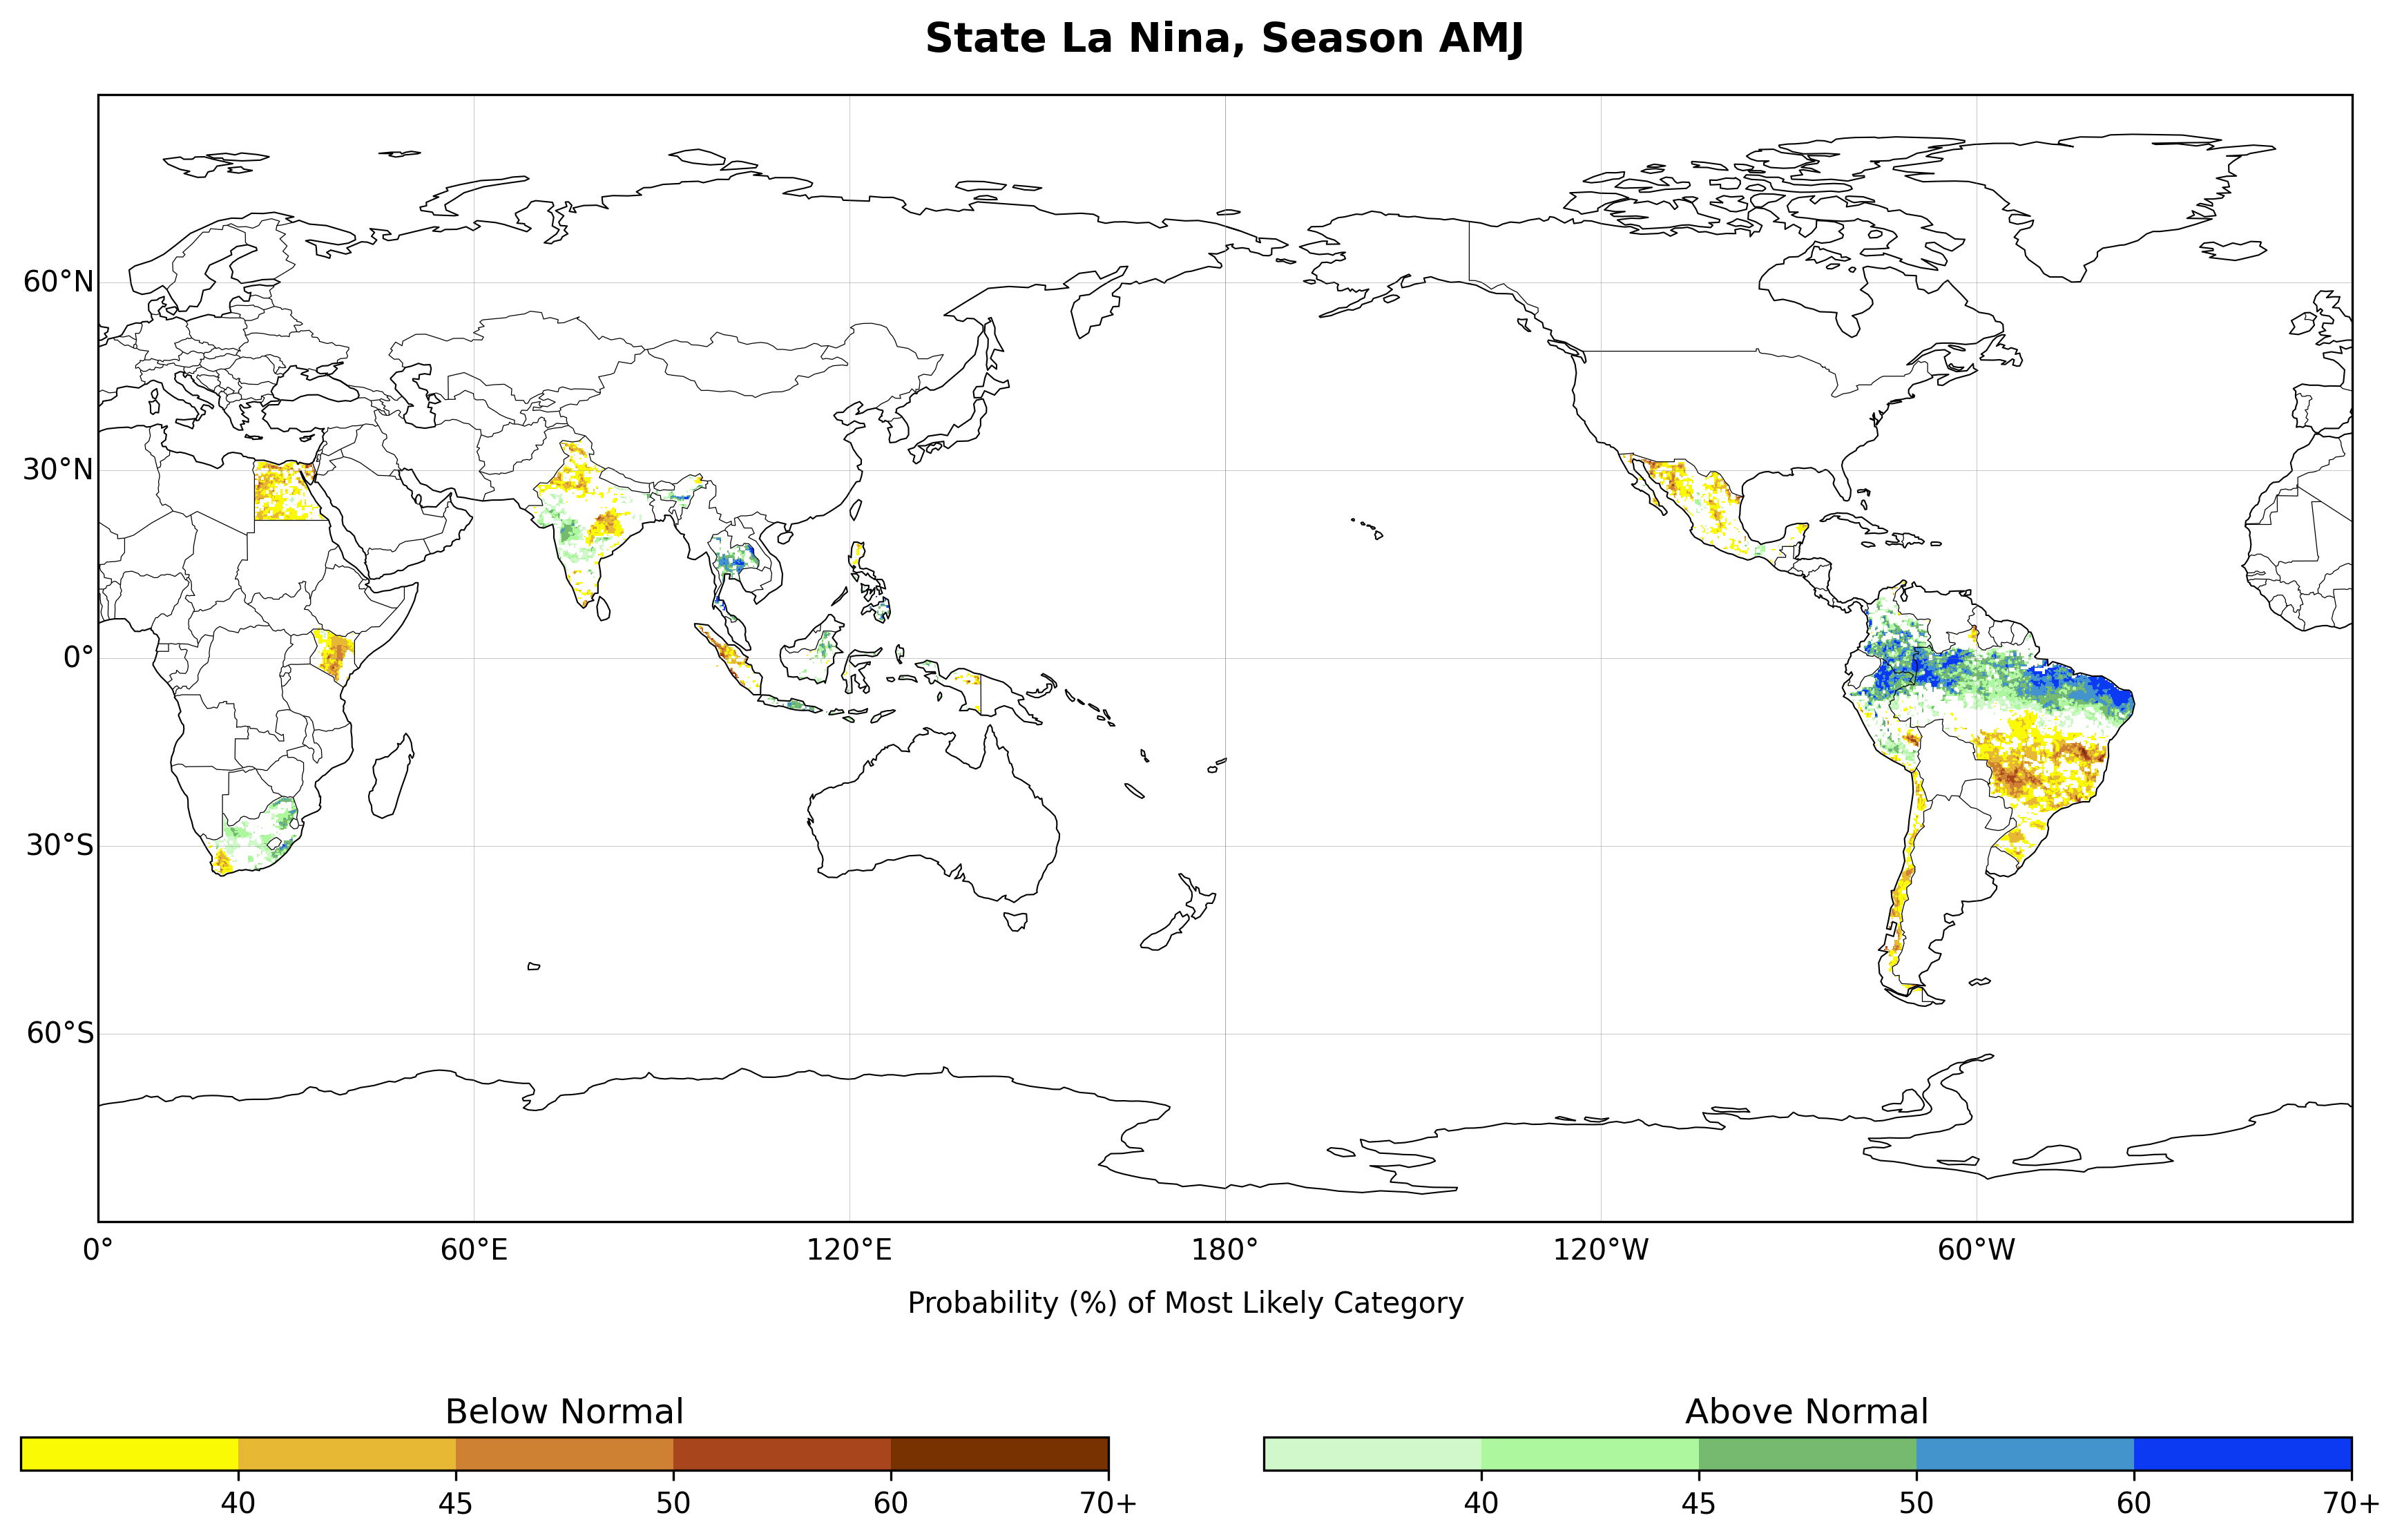 State La Nina, Season AMJ
60°N
30°N
0°
30°S
60°S
0° 60°E 120°E 180° 120°W 60°W
Probability (%) of Most Likely Category
Below Normal Above Normal
40 45 50 60 70+ 40 45 50 60 70+